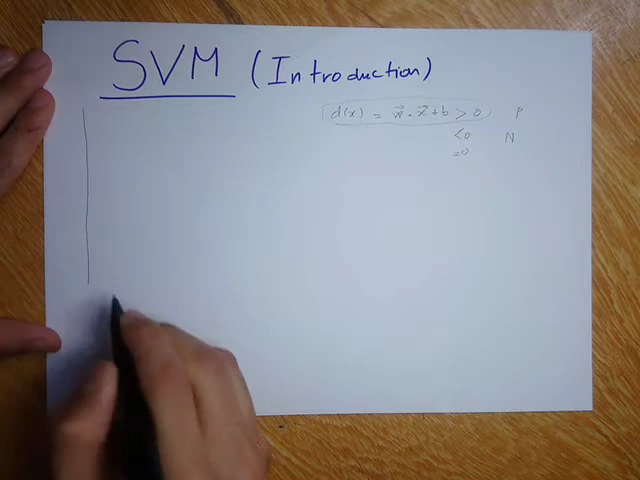 SVM (Introduction)
d(x) = w⃗ . x⃗ + b > 0 P
<0 N
=0